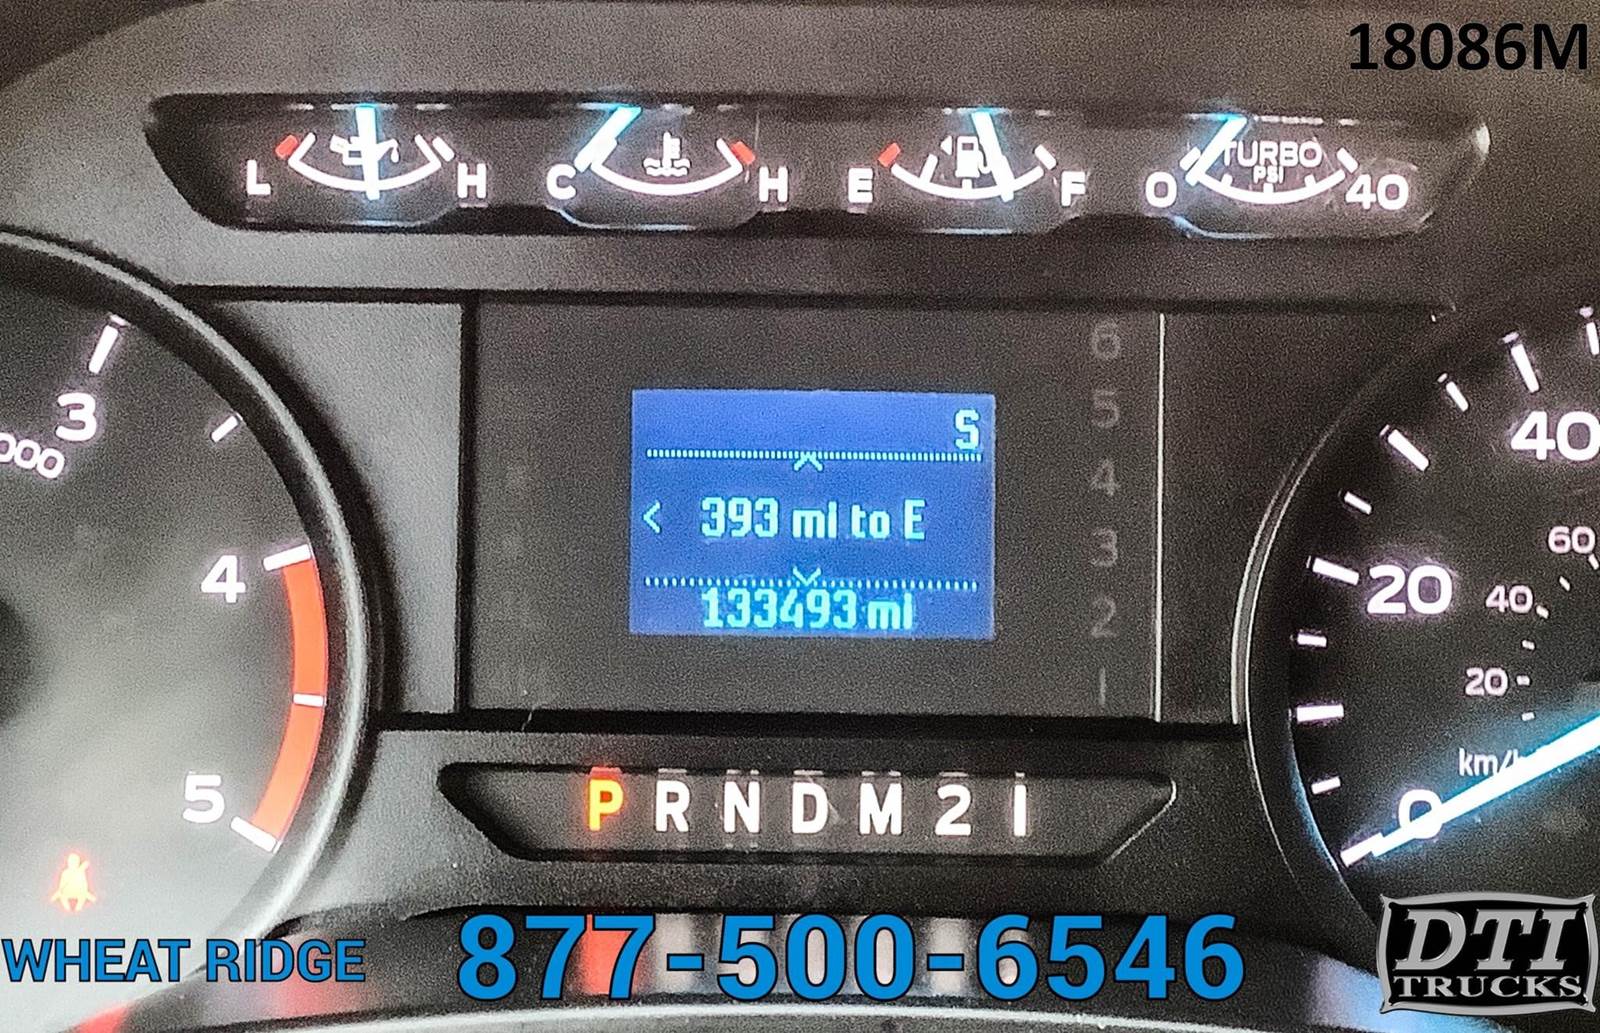 18086M
L H C H E F 0 TURBO PSI 40
3
000
4
5
6
5
4
3
2
1
S
< 393 mi to E
133493 mi
40
20
0
60
40
20
km/h
P R N D M 2 1
WHEAT RIDGE 877-500-6546
DTI
TRUCKS